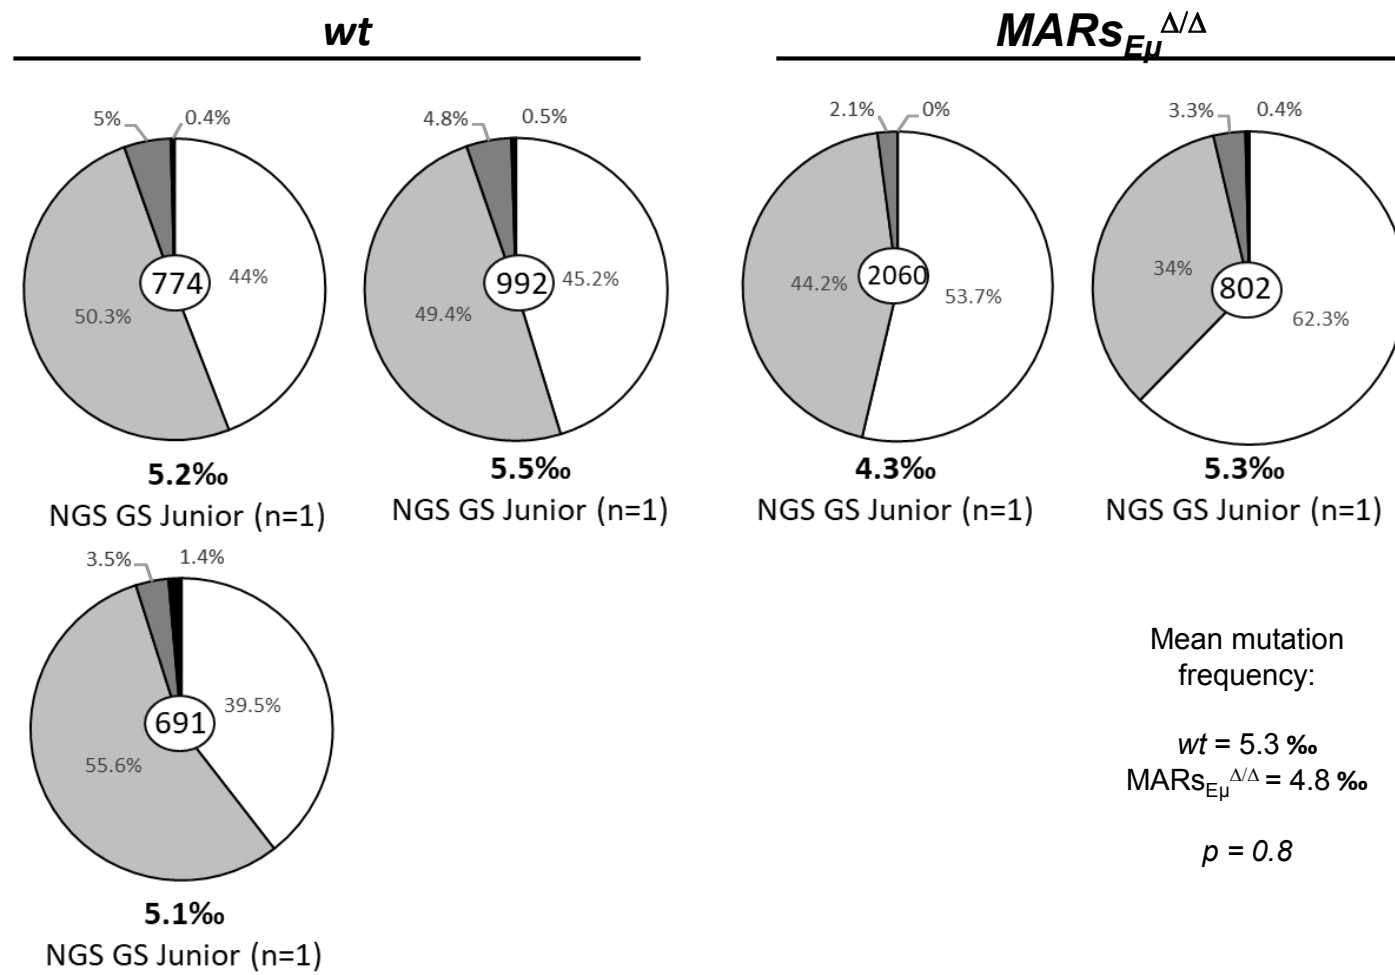 wt
MARsEμΔ/Δ
5%
0.4%
50.3%
774
44%
5.2‰
NGS GS Junior (n=1)
4.8%
0.5%
49.4%
992
45.2%
5.5‰
NGS GS Junior (n=1)
2.1%
0%
44.2%
2060
53.7%
4.3‰
NGS GS Junior (n=1)
3.3%
0.4%
34%
802
62.3%
5.3‰
NGS GS Junior (n=1)
3.5%
1.4%
55.6%
691
39.5%
5.1‰
NGS GS Junior (n=1)
Mean mutation
frequency:
wt = 5.3 ‰
MARsEμΔ/Δ = 4.8 ‰
p = 0.8